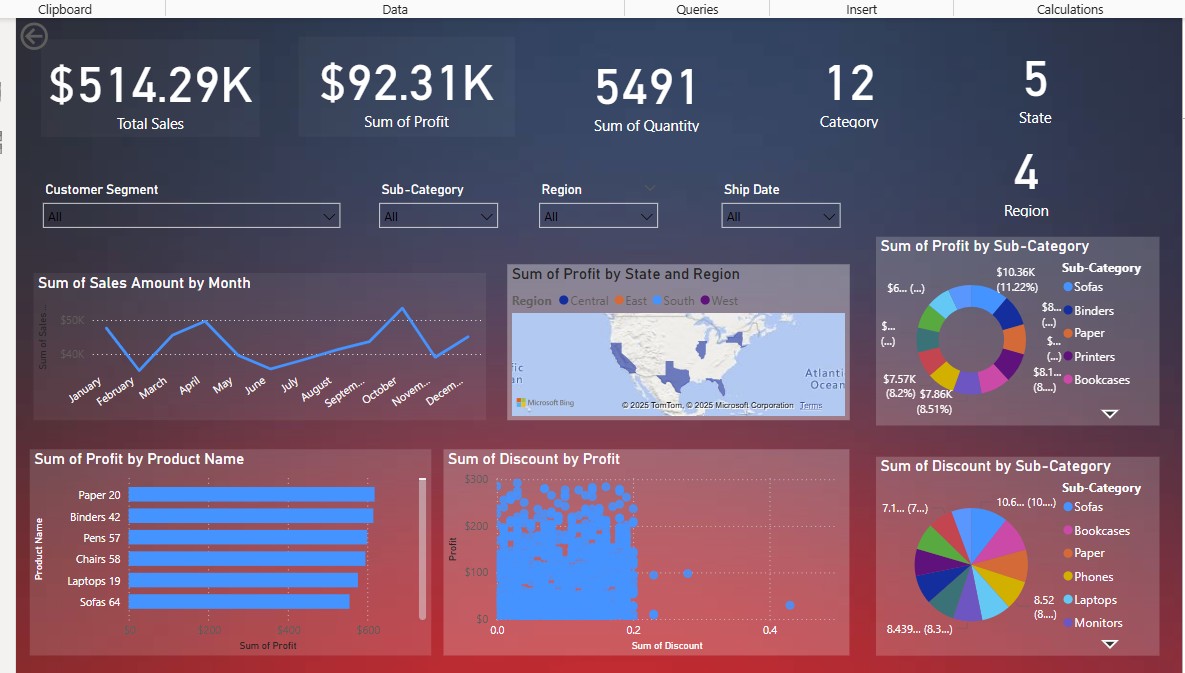 Clipboard
Data
Queries
Insert
Calculations
$514.29K
Total Sales
$92.31K
Sum of Profit
5491
Sum of Quantity
12
Category
5
State
4
Region
Customer Segment
All
Sub-Category
All
Region
All
Ship Date
All
Sum of Sales Amount by Month
Sum of Sales...
$50K
$40K
January
February
March
April
May
June
July
August
Septem...
October
Novem...
Decem...
Sum of Profit by State and Region
Region Central East South West
fic
an
Atlantic
Ocean
Microsoft Bing
© 2025 TomTom, © 2025 Microsoft Corporation Terms
Sum of Profit by Sub-Category
$10.36K
(11.22%)
$8...
(...)
$...
(...)
$8.1...
(8....)
$7.86K
(8.51%)
$7.57K
(8.2%)
$...
(...)
$6... (...)
Sub-Category
Sofas
Binders
Paper
Printers
Bookcases
Sum of Profit by Product Name
Product Name
Paper 20
Binders 42
Pens 57
Chairs 58
Laptops 19
Sofas 64
$0
$200
$400
$600
Sum of Profit
Sum of Discount by Profit
Profit
$300
$200
$100
$0
0.0
0.2
0.4
Sum of Discount
Sum of Discount by Sub-Category
10.6... (10....)
8.52
(8....)
8.439... (8.3...)
7.1... (7...)
Sub-Category
Sofas
Bookcases
Paper
Phones
Laptops
Monitors